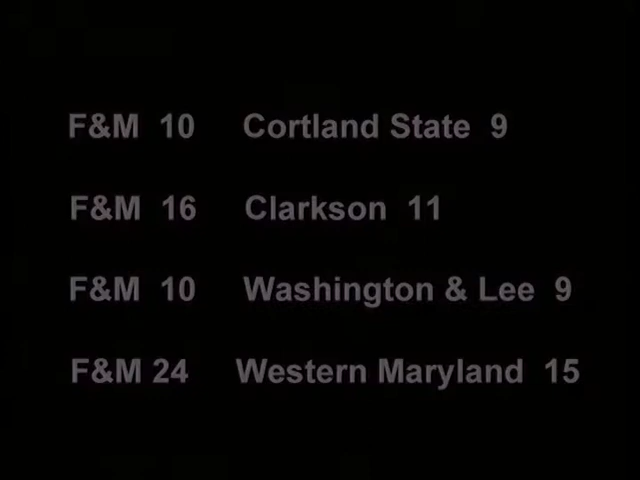 F&M 10 Cortland State 9
F&M 16 Clarkson 11
F&M 10 Washington & Lee 9
F&M 24 Western Maryland 15